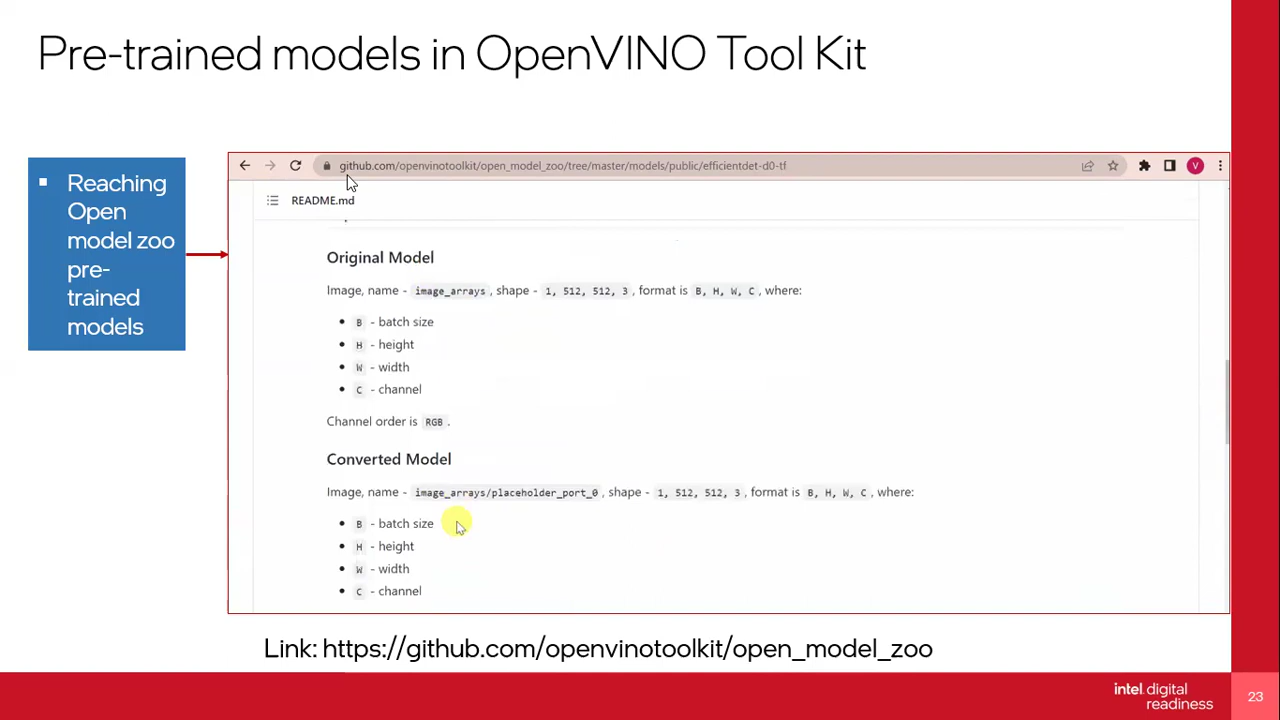 Pre-trained models in OpenVINO Tool Kit
▪ Reaching
Open
model zoo
pre-
trained
models
github.com/openvinotoolkit/open_model_zoo/tree/master/models/public/efficientdet-d0-tf
V
README.md
Original Model
Image, name - image_arrays, shape - 1, 512, 512, 3, format is B, H, W, C, where:
• B - batch size
• H - height
• W - width
• C - channel
Channel order is RGB.
Converted Model
Image, name - image_arrays/placeholder_port_0, shape - 1, 512, 512, 3, format is B, H, W, C, where:
• B - batch size
• H - height
• W - width
• C - channel
Link: https://github.com/openvinotoolkit/open_model_zoo
intel. digital
readiness
23